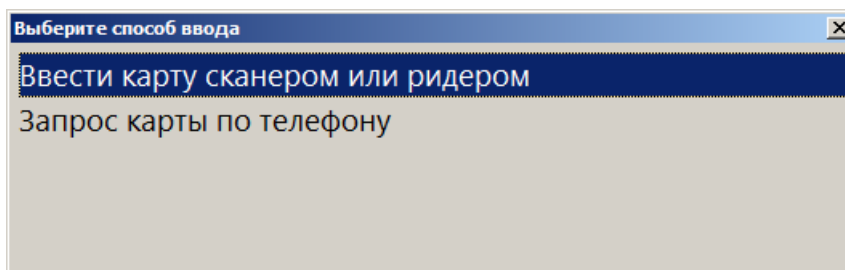 Выберите способ ввода
Ввести карту сканером или ридером
Запрос карты по телефону